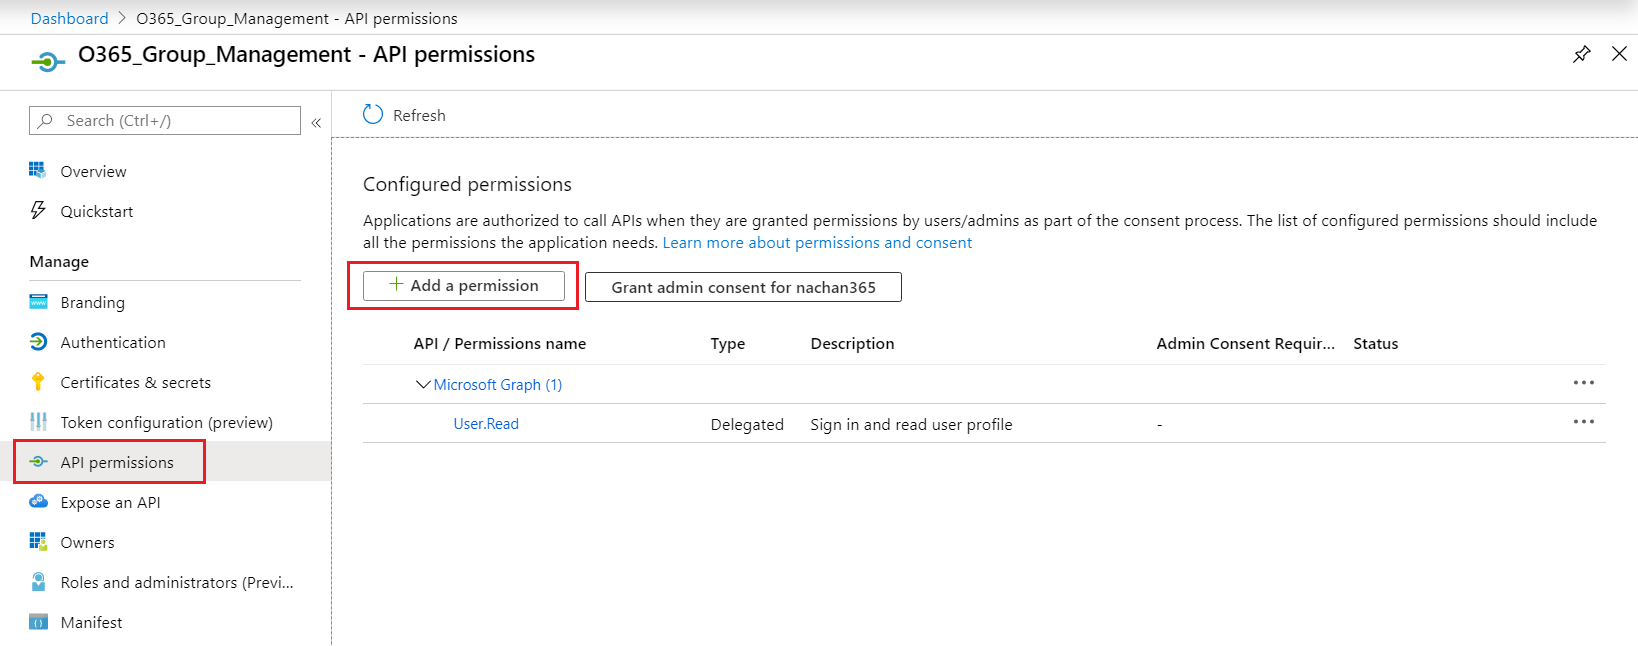 Dashboard > O365_Group_Management - API permissions
O365_Group_Management - API permissions
Search (Ctrl+/)
«
Overview
Quickstart
Manage
Branding
Authentication
Certificates & secrets
Token configuration (preview)
API permissions
Expose an API
Owners
Roles and administrators (Previ...
Manifest
Refresh
Configured permissions
Applications are authorized to call APIs when they are granted permissions by users/admins as part of the consent process. The list of configured permissions should include
all the permissions the application needs. Learn more about permissions and consent
+ Add a permission Grant admin consent for nachan365
API / Permissions name Type Description Admin Consent Requir... Status
Microsoft Graph (1) ...
User.Read Delegated Sign in and read user profile - ...